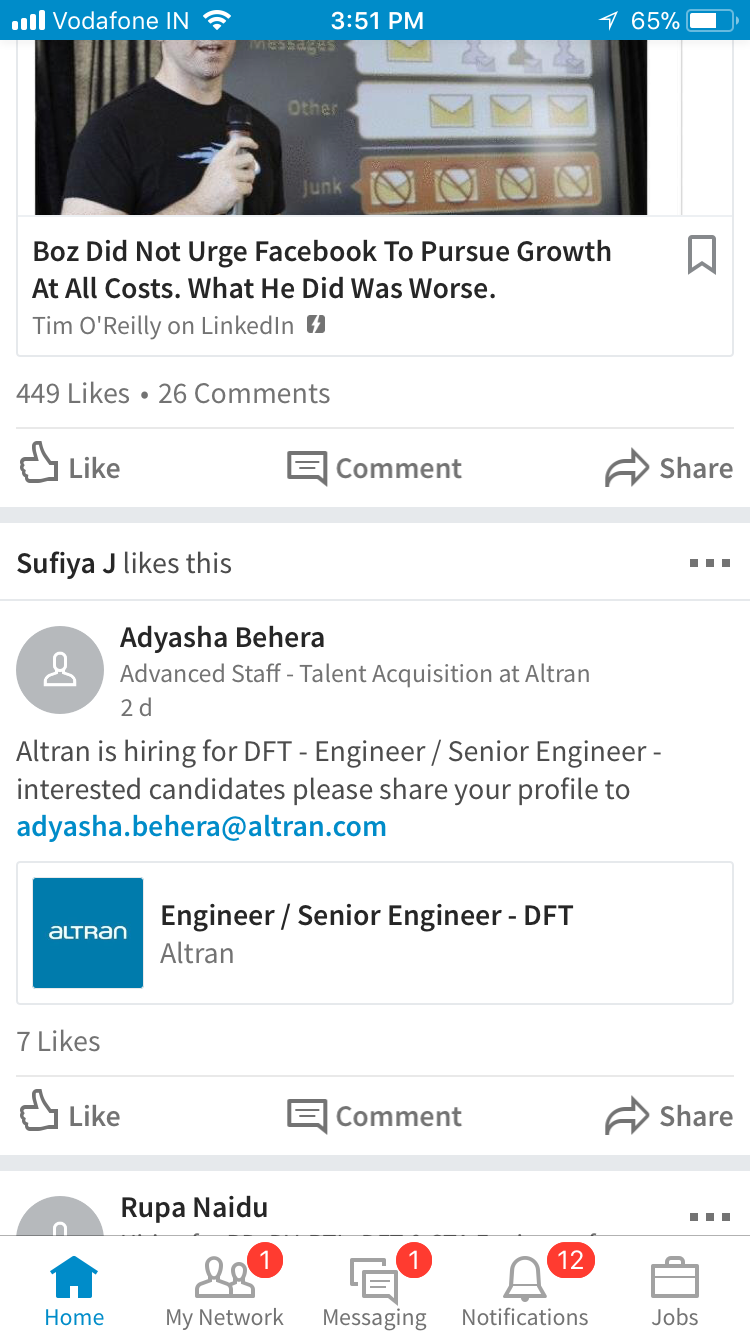 Vodafone IN 3:51 PM 65%
Messages
Other
Junk
Boz Did Not Urge Facebook To Pursue Growth
At All Costs. What He Did Was Worse.
Tim O'Reilly on LinkedIn
449 Likes • 26 Comments
Like Comment Share
Sufiya J likes this
Adyasha Behera
Advanced Staff - Talent Acquisition at Altran
2 d
Altran is hiring for DFT - Engineer / Senior Engineer -
interested candidates please share your profile to
adyasha.behera@altran.com
ALTRAN
Engineer / Senior Engineer - DFT
Altran
7 Likes
Like Comment Share
Rupa Naidu
1 1 12
Home My Network Messaging Notifications Jobs